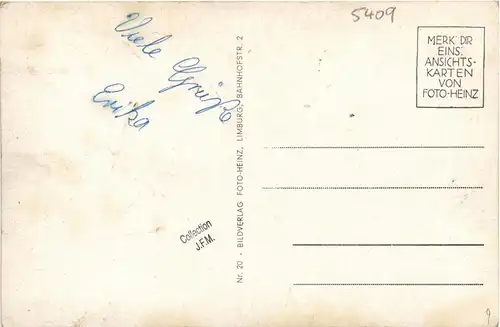 5409
Viele Grüße
Erika
MERK' DIR
EINS:
ANSICHTS-
KARTEN
VON
FOTO-HEINZ
Nr. 20 - BILDVERLAG FOTO-HEINZ, LIMBURG, BAHNHOFSTR. 2
Collection
J.F.M.